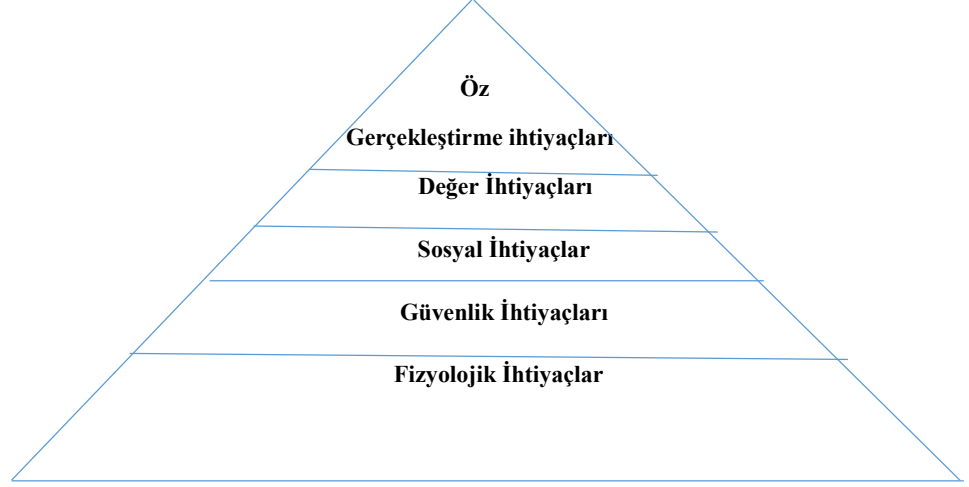 Öz
Gerçekleştirme ihtiyaçları
Değer İhtiyaçları
Sosyal İhtiyaçlar
Güvenlik İhtiyaçları
Fizyolojik İhtiyaçlar